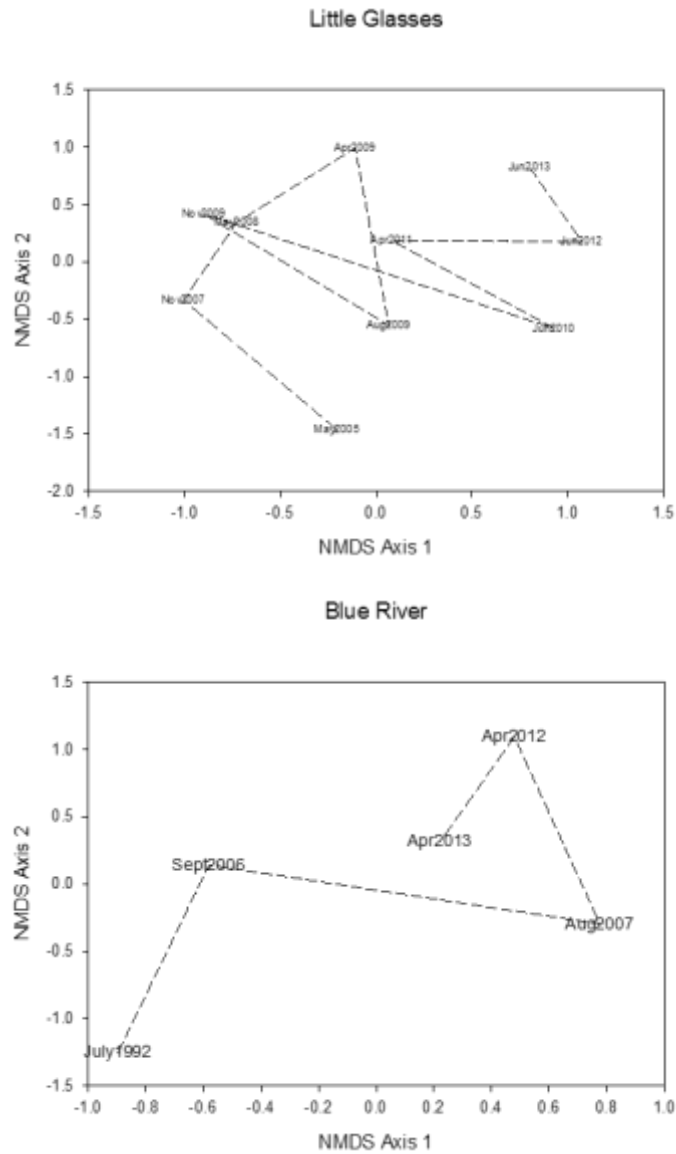 Little Glasses
1.5
1.0
0.5
0.0
-0.5
-1.0
-1.5
-2.0
NMDS Axis 2
Apr2009
Jun2013
Nov2009
May2008
Apr2011
Jun2012
Nov2007
Aug2009
Jun2010
May2005
-1.5 -1.0 -0.5 0.0 0.5 1.0 1.5
NMDS Axis 1
Blue River
1.5
1.0
0.5
0.0
-0.5
-1.0
-1.5
NMDS Axis 2
Apr2012
Apr2013
Sept2006
Aug2007
July1992
-1.0 -0.8 -0.6 -0.4 -0.2 0.0 0.2 0.4 0.6 0.8 1.0
NMDS Axis 1